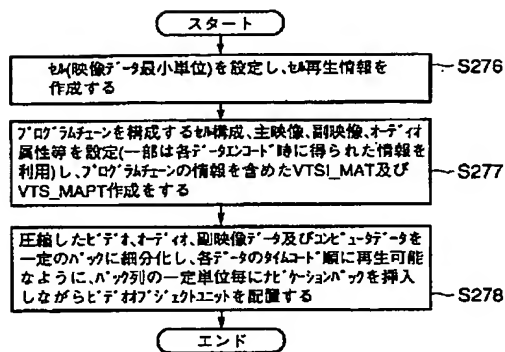 スタート
セル(映像データ最小単位)を設定し、セル再生情報を
作成する
S276
プログラムチェーンを構成するセル構成、主映像、副映像、オーディオ
属性等を設定(一部は各データエンコード時に得られた情報を
利用)し、プログラムチェーンの情報を含めたVTSI_MAT及び
VTS_MAPT作成をする
S277
圧縮したビデオ、オーディオ、副映像データ及びコンピュータデータを
一定のパックに細分化し、各データのタイムコード順に再生可能
なように、パック列の一定単位毎にナビケーションパックを挿入
しながらビデオオブジェクトユニットを配置する
S278
エンド